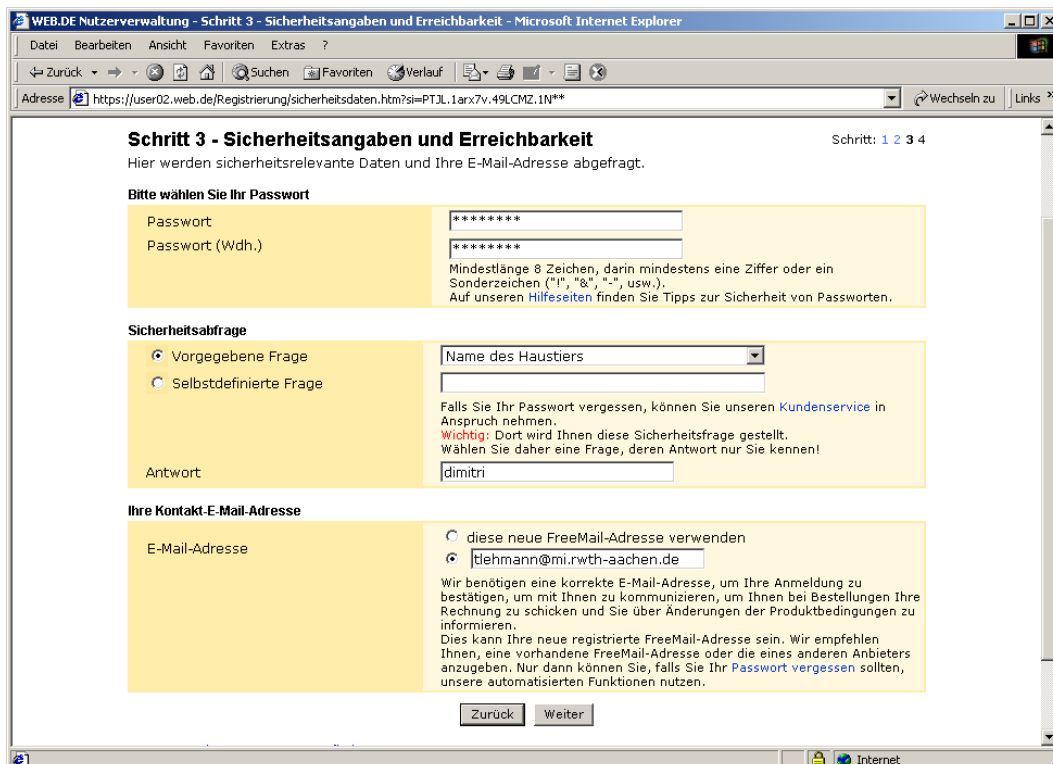 WEB.DE Nutzerverwaltung - Schritt 3 - Sicherheitsangaben und Erreichbarkeit - Microsoft Internet Explorer
Datei Bearbeiten Ansicht Favoriten Extras ?
Zurück Suchen Favoriten Verlauf
Adresse https://user02.web.de/Registrierung/sicherheitsdaten.htm?si=PTJL.1arx7v.49LCMZ.1N** Wechseln zu Links »
Schritt 3 - Sicherheitsangaben und Erreichbarkeit
Schritt: 1 2 3 4
Hier werden sicherheitsrelevante Daten und Ihre E-Mail-Adresse abgefragt.
Bitte wählen Sie Ihr Passwort
Passwort ********
Passwort (Wdh.) ********
Mindestlänge 8 Zeichen, darin mindestens eine Ziffer oder ein
Sonderzeichen ("!", "&", "-", usw.).
Auf unseren Hilfeseiten finden Sie Tipps zur Sicherheit von Passworten.
Sicherheitsabfrage
Vorgegebene Frage Name des Haustiers
Selbstdefinierte Frage
Falls Sie Ihr Passwort vergessen, können Sie unseren Kundenservice in
Anspruch nehmen.
Wichtig: Dort wird Ihnen diese Sicherheitsfrage gestellt.
Wählen Sie daher eine Frage, deren Antwort nur Sie kennen!
Antwort dimitri
Ihre Kontakt-E-Mail-Adresse
E-Mail-Adresse
diese neue FreeMail-Adresse verwenden
tlehmann@mi.rwth-aachen.de
Wir benötigen eine korrekte E-Mail-Adresse, um Ihre Anmeldung zu
bestätigen, um mit Ihnen zu kommunizieren, um Ihnen bei Bestellungen Ihre
Rechnung zu schicken und Sie über Änderungen der Produktbedingungen zu
informieren.
Dies kann Ihre neue registrierte FreeMail-Adresse sein. Wir empfehlen
Ihnen, eine vorhandene FreeMail-Adresse oder die eines anderen Anbieters
anzugeben. Nur dann können Sie, falls Sie Ihr Passwort vergessen sollten,
unsere automatisierten Funktionen nutzen.
Zurück Weiter
Internet